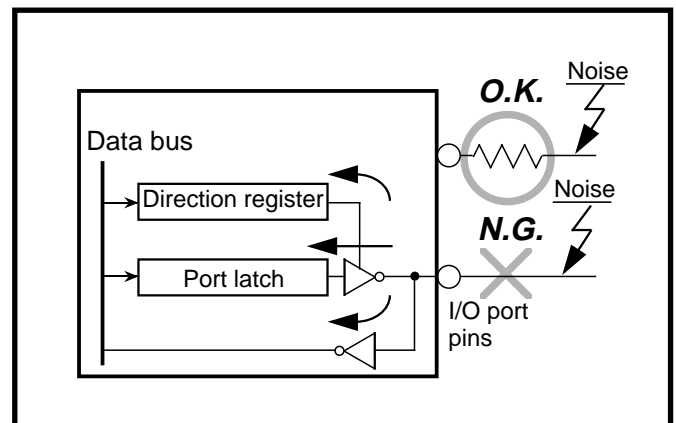 Noise
O.K.
Data bus
Noise
Direction register
N.G.
Port latch
I/O port
pins